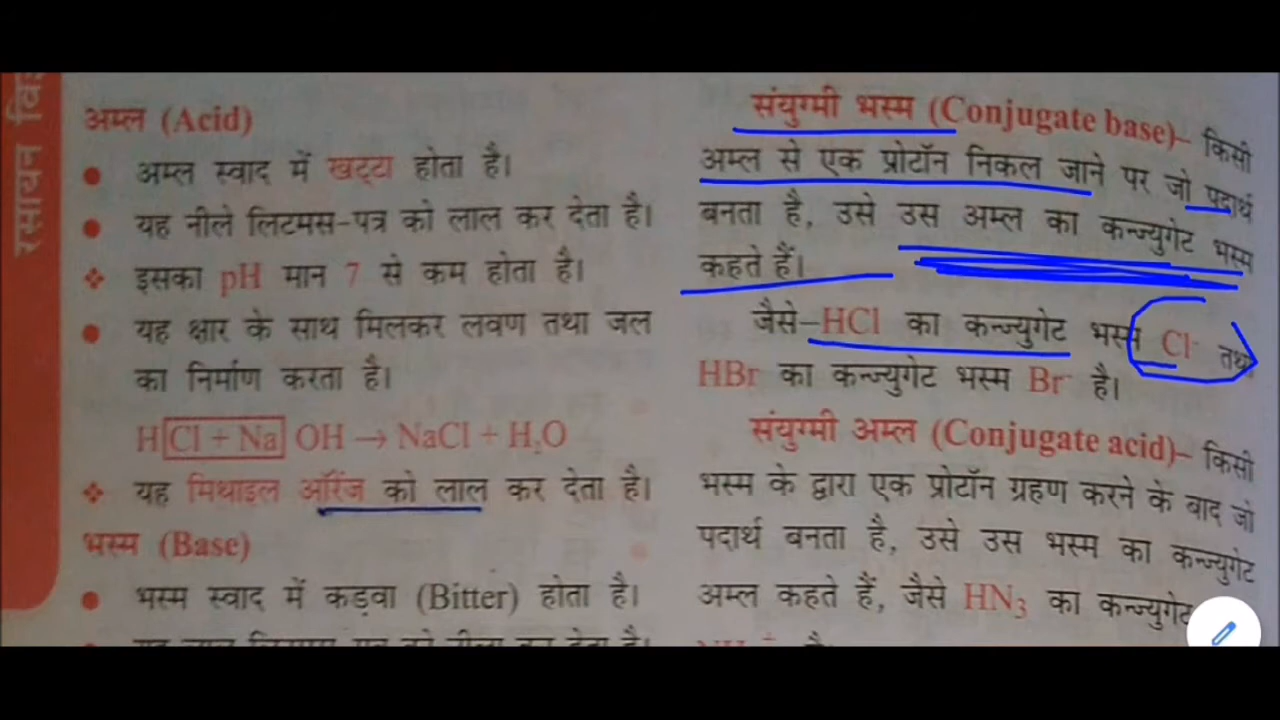 रसायन वि
अम्ल (Acid)
● अम्ल स्वाद में खट्टा होता है।
● यह नीले लिटमस-पत्र को लाल कर देता है।
❖ इसका pH मान 7 से कम होता है।
● यह क्षार के साथ मिलकर लवण तथा जल
का निर्माण करता है।
H Cl + Na OH → NaCl + H₂O
❖ यह मिथाइल ऑरेंज को लाल कर देता है।
भस्म (Base)
● भस्म स्वाद में कड़वा (Bitter) होता है।
संयुग्मी भस्म (Conjugate base)– किसी
अम्ल से एक प्रोटॉन निकल जाने पर जो पदार्थ
बनता है, उसे उस अम्ल का कन्ज्युगेट भस्म
कहते हैं।
जैसे–HCl का कन्ज्युगेट भस्म Cl⁻ तथा
HBr का कन्ज्युगेट भस्म Br⁻ है।
संयुग्मी अम्ल (Conjugate acid)– किसी
भस्म के द्वारा एक प्रोटॉन ग्रहण करने के बाद जो
पदार्थ बनता है, उसे उस भस्म का कन्ज्युगेट
अम्ल कहते हैं, जैसे HN₃ का कन्ज्युगेट